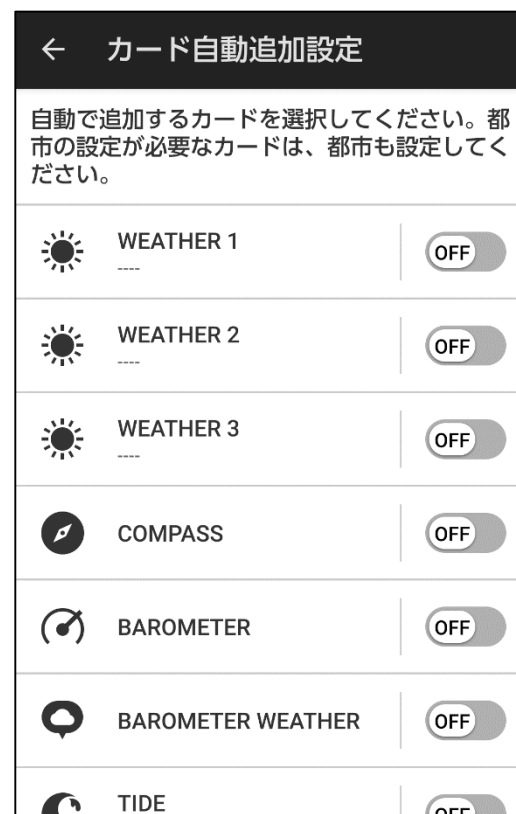 ← カード自動追加設定
自動で追加するカードを選択してください。都
市の設定が必要なカードは、都市も設定してく
ださい。
WEATHER 1
----
OFF
WEATHER 2
----
OFF
WEATHER 3
----
OFF
COMPASS
OFF
BAROMETER
OFF
BAROMETER WEATHER
OFF
TIDE
OFF